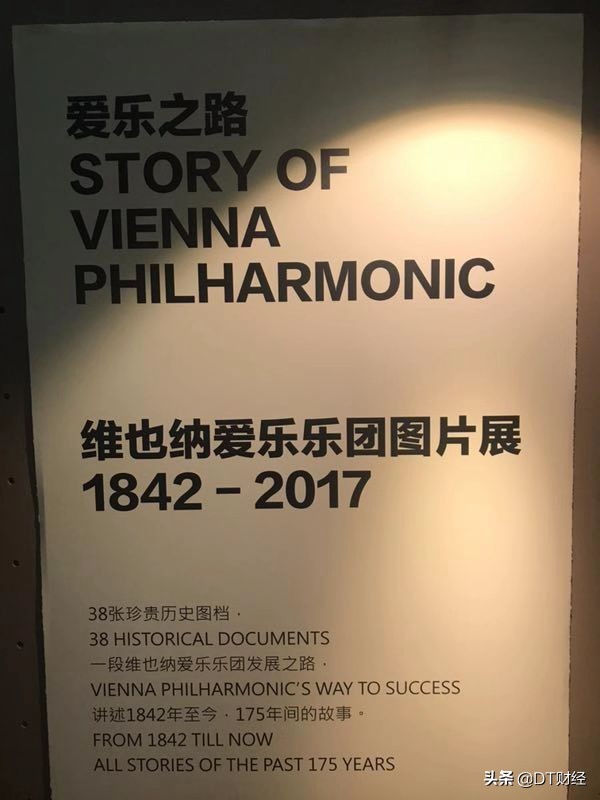 爱乐之路
STORY OF
VIENNA
PHILHARMONIC
维也纳爱乐乐团图片展
1842 – 2017
38张珍贵历史图档，
38 HISTORICAL DOCUMENTS
一段维也纳爱乐乐团发展之路，
VIENNA PHILHARMONIC'S WAY TO SUCCESS
讲述1842年至今，175年间的故事。
FROM 1842 TILL NOW
ALL STORIES OF THE PAST 175 YEARS
头条 @DT财经